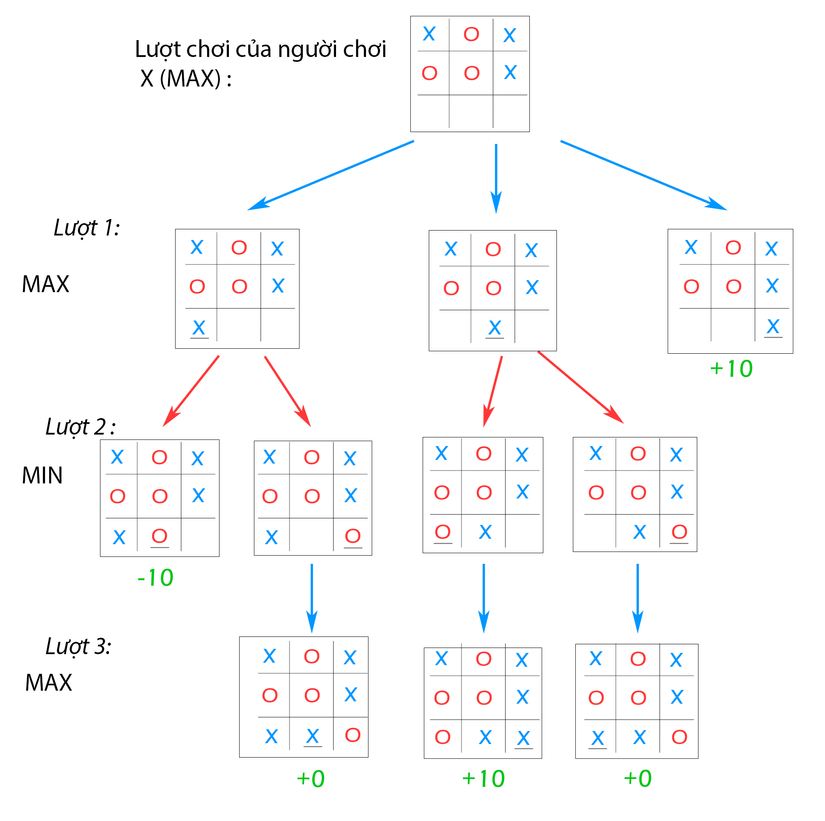 Lượt chơi của người chơi
X (MAX) :
X O X
O O X
Lượt 1:
MAX
X O X
O O X
X
X O X
O O X
X
X O X
O O X
X
+10
Lượt 2 :
MIN
X O X
O O X
X O
-10
X O X
O O X
X O
X O X
O O X
O X
X O X
O O X
X O
Lượt 3:
MAX
X O X
O O X
X X O
+0
X O X
O O X
O X X
+10
X O X
O O X
X X O
+0